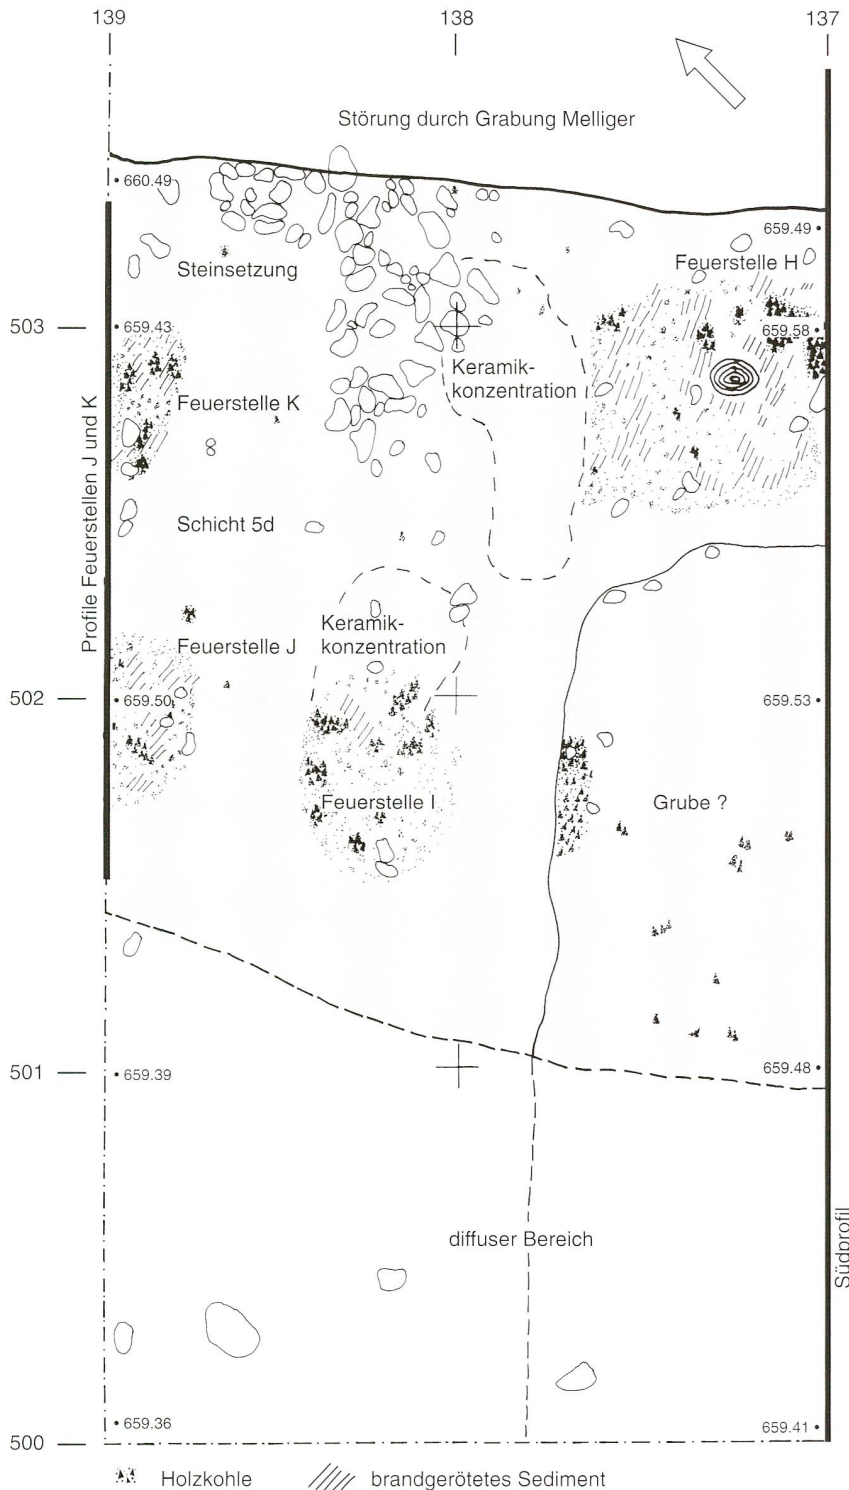 139
138
137
Störung durch Grabung Melliger
660.49
659.49
Steinsetzung
Feuerstelle H
503
659.43
659.58
Keramik-
konzentration
Feuerstelle K
Profile Feuerstellen J und K
Schicht 5d
Keramik-
konzentration
Feuerstelle J
502
659.50
659.53
Feuerstelle I
Grube ?
501
659.39
659.48
diffuser Bereich
Südprofil
659.36
659.41
500
Holzkohle
brandgerötetes Sediment